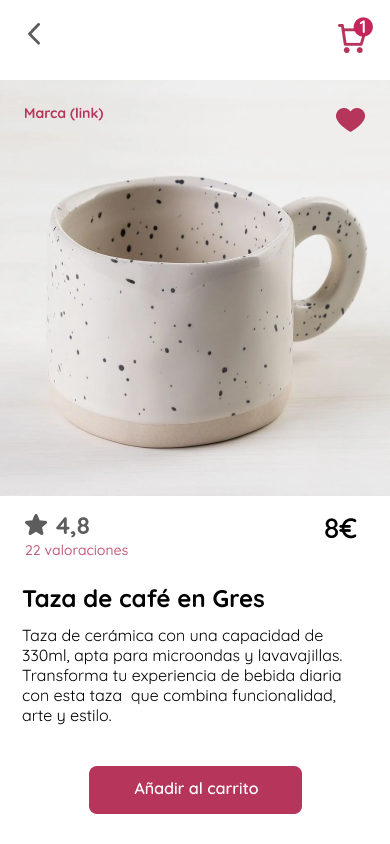 1
Marca (link)
4,8
8€
22 valoraciones
Taza de café en Gres
Taza de cerámica con una capacidad de
330ml, apta para microondas y lavavajillas.
Transforma tu experiencia de bebida diaria
con esta taza  que combina funcionalidad,
arte y estilo.
Añadir al carrito